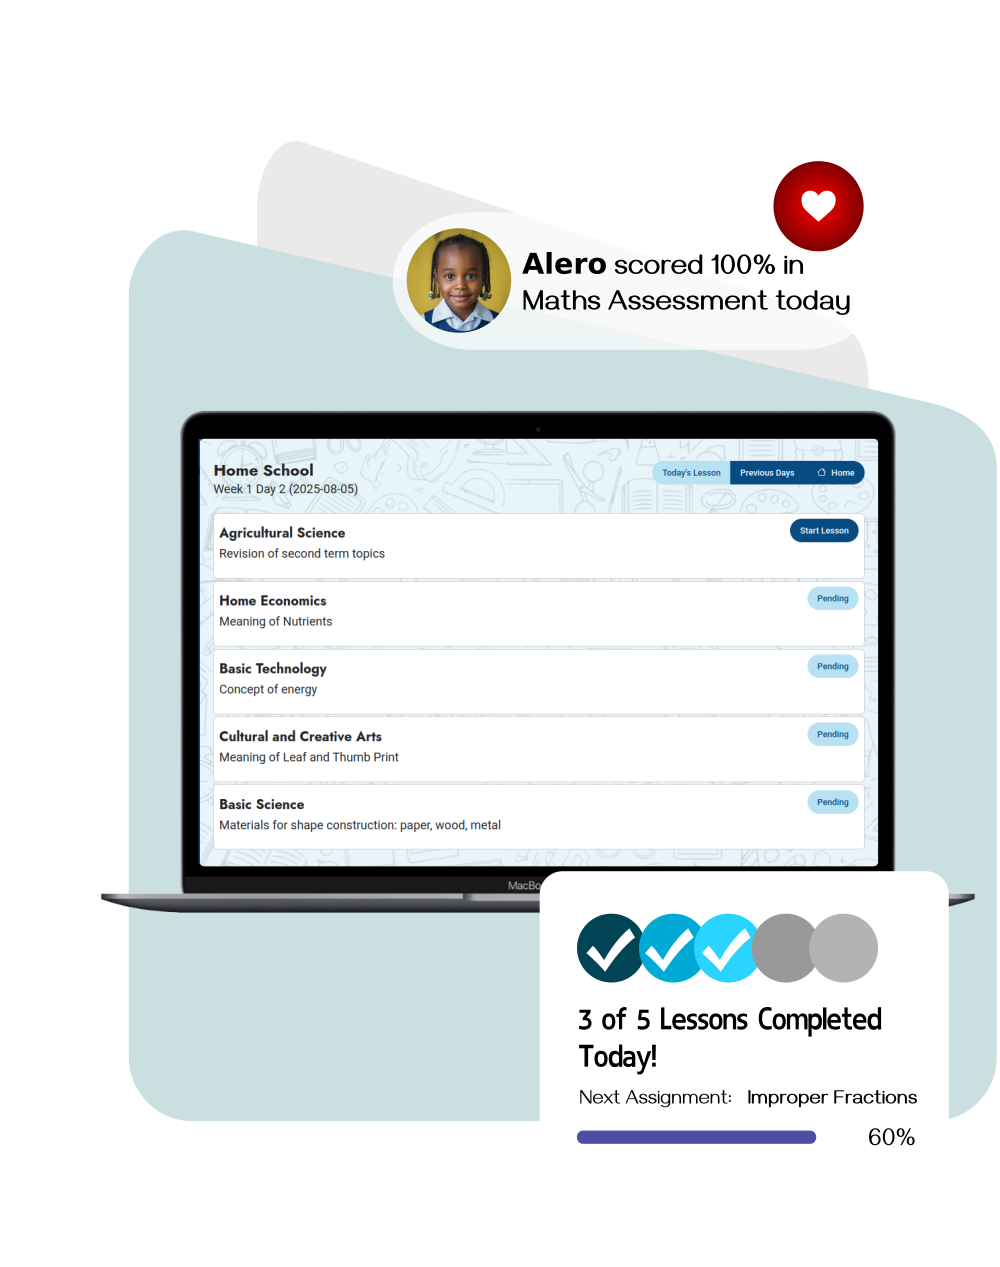 Alero scored 100% in
Maths Assessment today
Home School
Week 1 Day 2 (2025-08-05)
Today's Lesson
Previous Days
Home
Agricultural Science
Revision of second term topics
Start Lesson
Home Economics
Meaning of Nutrients
Pending
Basic Technology
Concept of energy
Pending
Cultural and Creative Arts
Meaning of Leaf and Thumb Print
Pending
Basic Science
Materials for shape construction: paper, wood, metal
Pending
MacBo
3 of 5 Lessons Completed
Today!
Next Assignment: Improper Fractions
60%